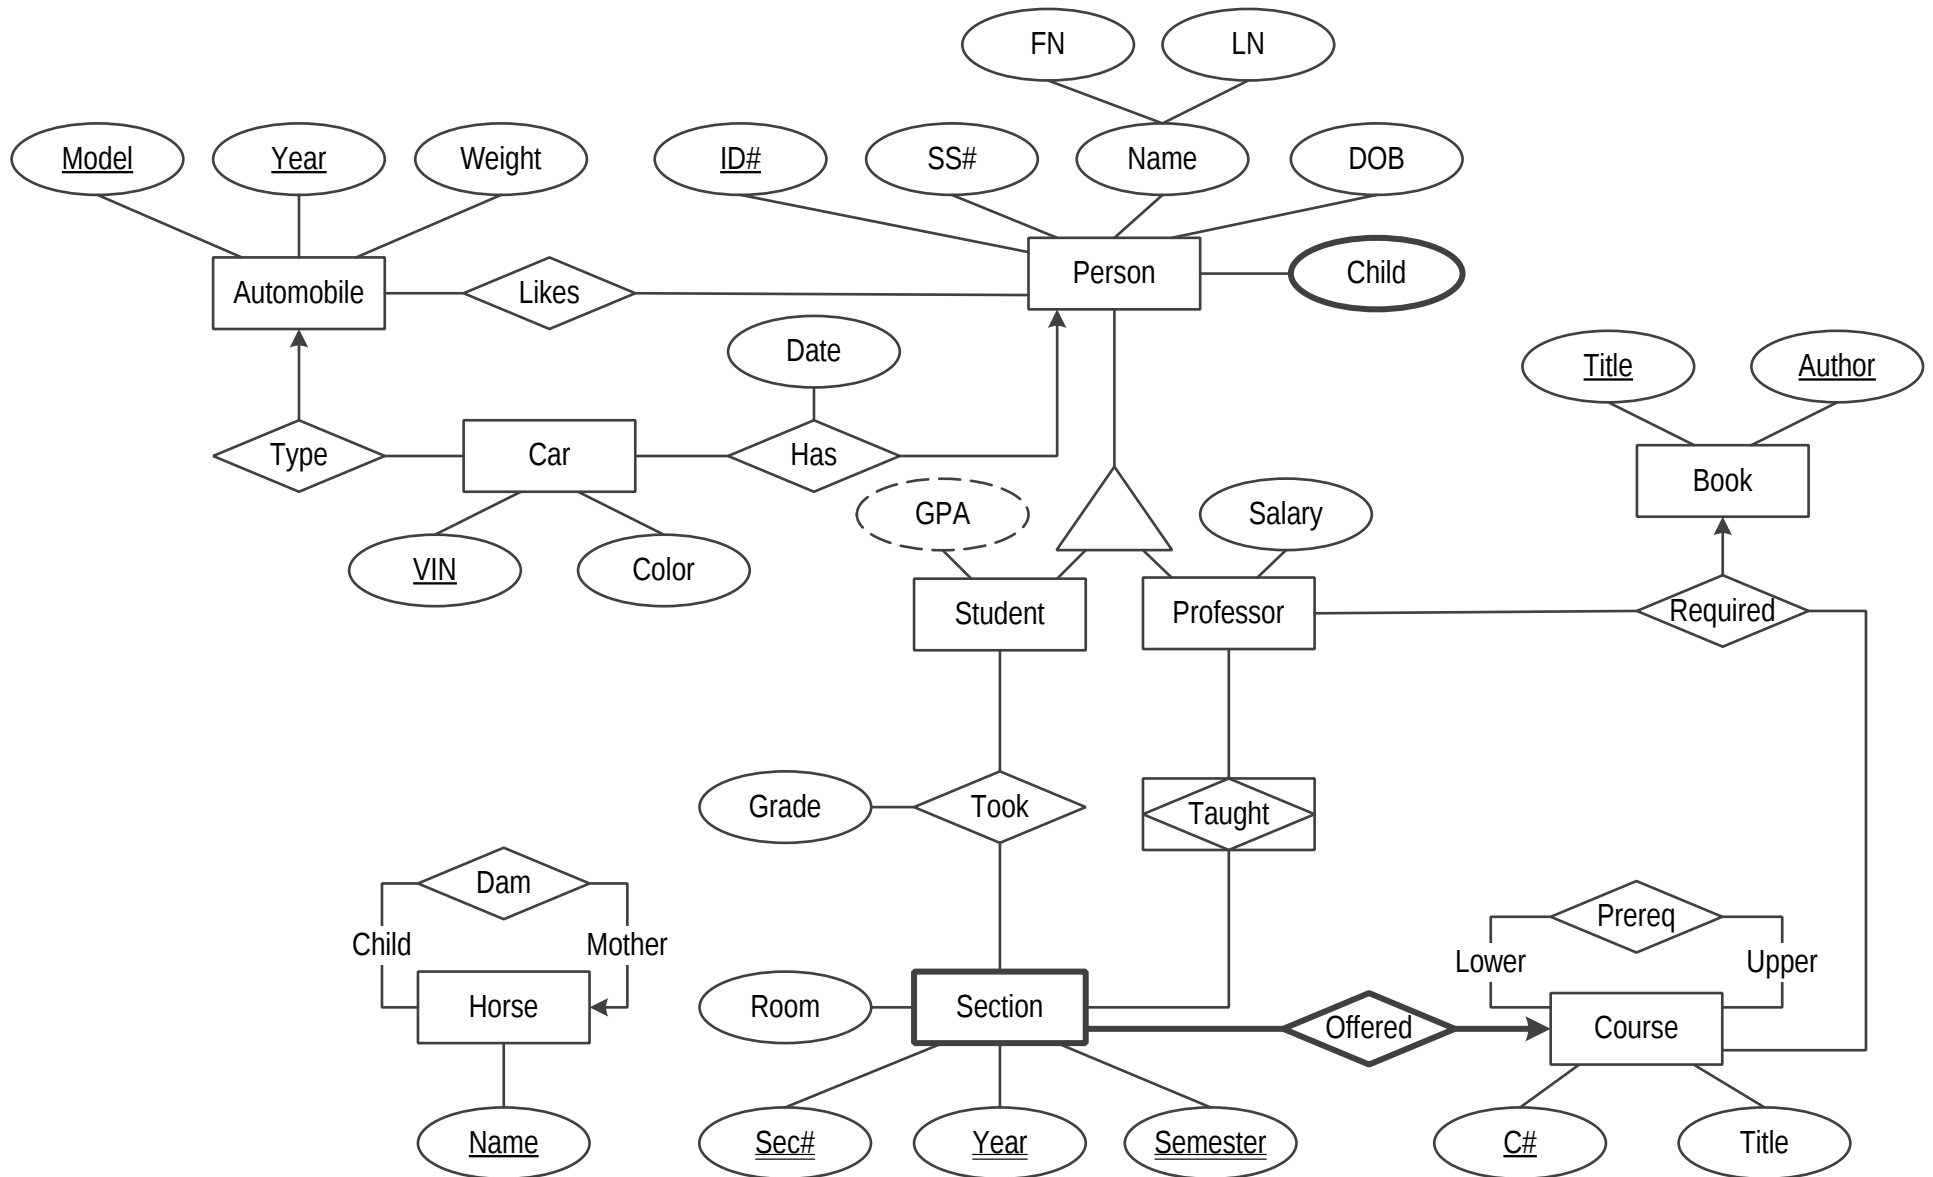 FN
LN
Model
Year
Weight
ID#
SS#
Name
DOB
Automobile
Likes
Person
Child
Date
Title
Author
Type
Car
Has
Book
GPA
Salary
VIN
Color
Student
Professor
Required
Grade
Took
Taught
Dam
Child
Mother
Prereq
Lower
Upper
Horse
Room
Section
Offered
Course
Name
Sec#
Year
Semester
C#
Title